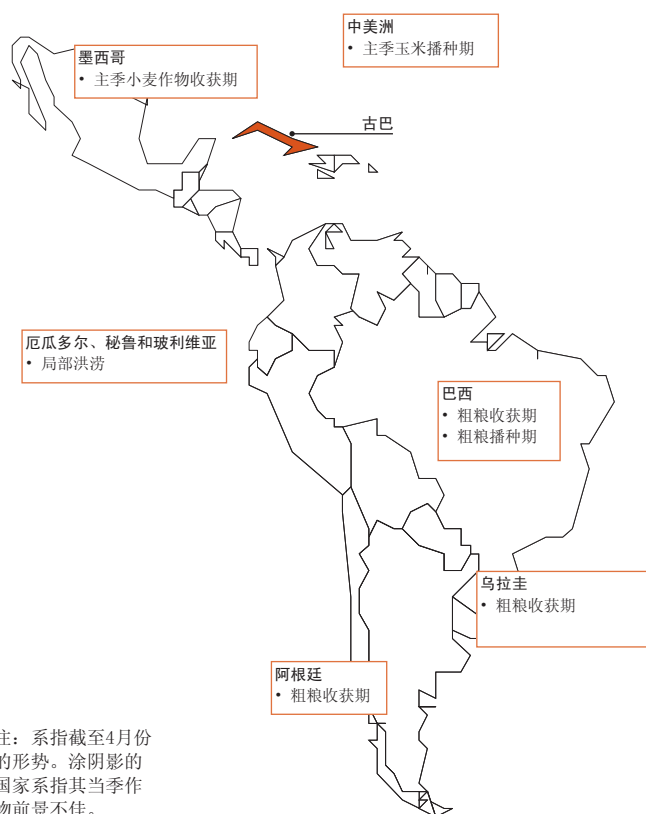 中美洲
• 主季玉米播种期
墨西哥
• 主季小麦作物收获期
古巴
厄瓜多尔、秘鲁和玻利维亚
• 局部洪涝
巴西
• 粗粮收获期
• 粗粮播种期
乌拉圭
• 粗粮收获期
阿根廷
• 粗粮收获期
注：系指截至4月份
的形势。涂阴影的
国家系指其当季作
物前景不佳。